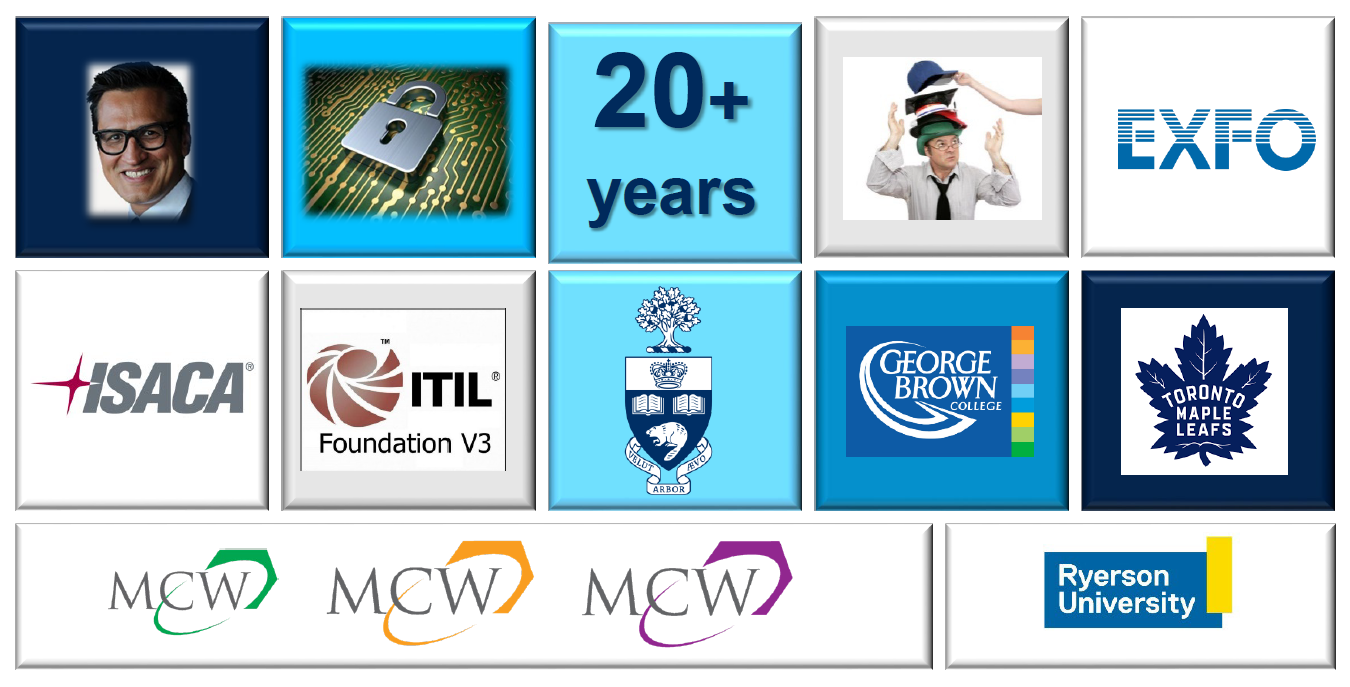 20+
years
EXFO
ISACA®
™
ITIL®
Foundation V3
VELUT
ÆVO
ARBOR
GEORGE
BROWN
COLLEGE
TORONTO
MAPLE
LEAFS
MCW
MCW
MCW
Ryerson
University